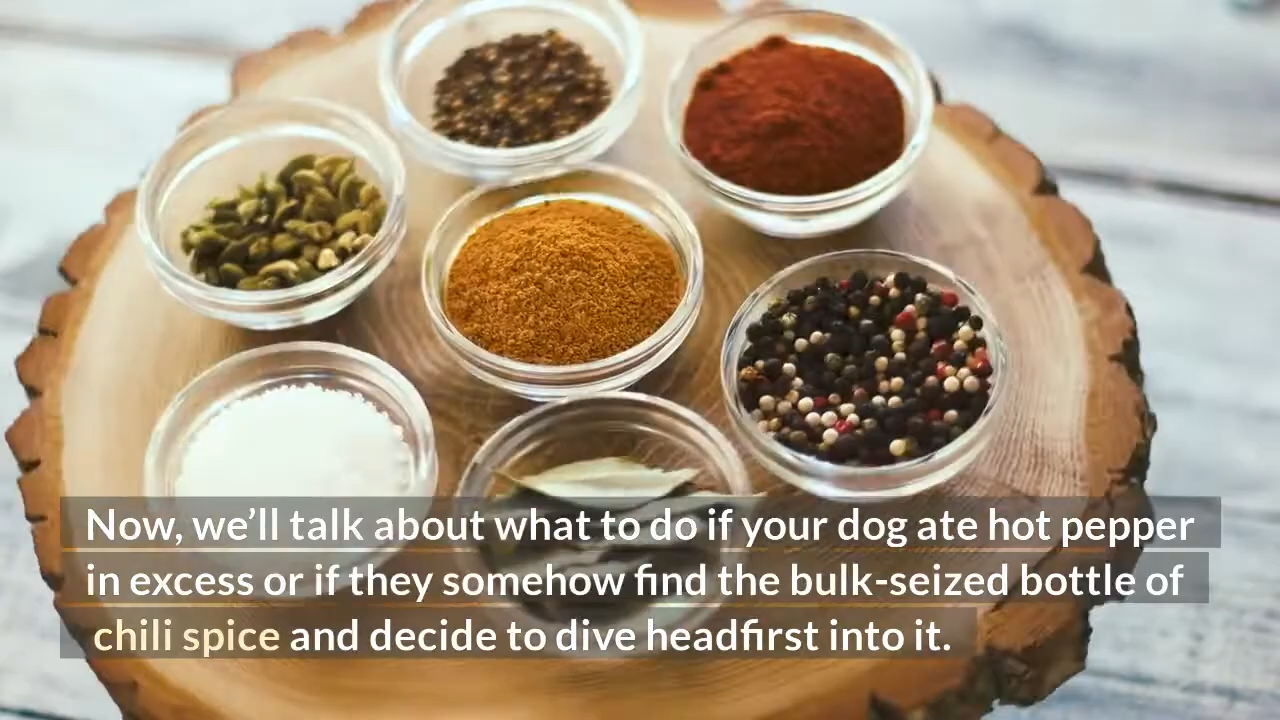 Now, we’ll talk about what to do if your dog ate hot pepper
in excess or if they somehow find the bulk-seized bottle of
chili spice and decide to dive headfirst into it.